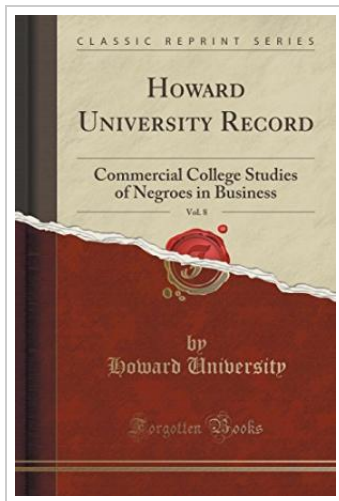 CLASSIC REPRINT SERIES
HOWARD
UNIVERSITY RECORD
Commercial College Studies
of Negroes in Business
Vol. 8
by
Howard University
Forgotten Books